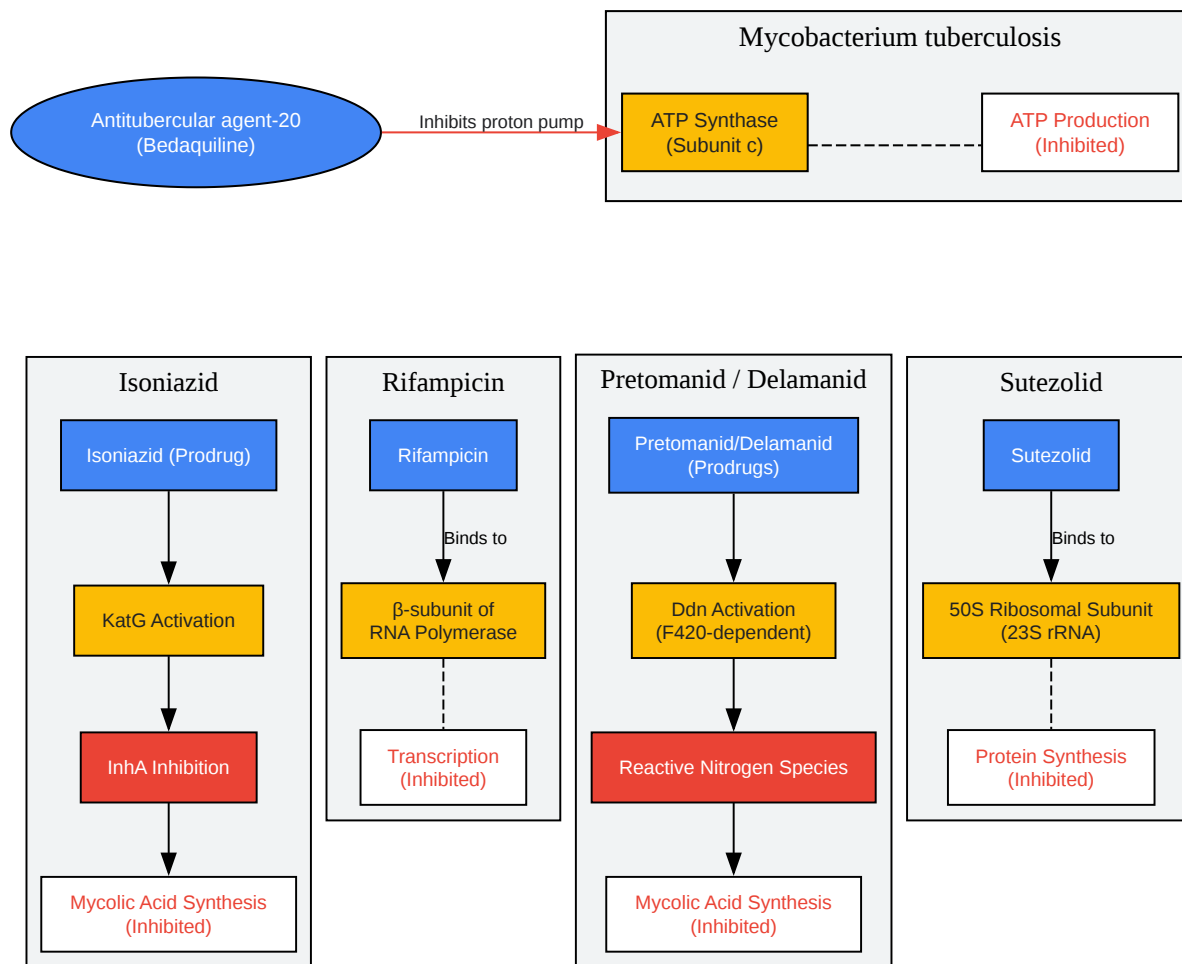 Mycobacterium tuberculosis
Antitubercular agent-20
(Bedaquiline)
Inhibits proton pump
ATP Synthase
(Subunit c)
ATP Production
(Inhibited)
Isoniazid
Isoniazid (Prodrug)
KatG Activation
InhA Inhibition
Mycolic Acid Synthesis
(Inhibited)
Rifampicin
Rifampicin
Binds to
β-subunit of
RNA Polymerase
Transcription
(Inhibited)
Pretomanid / Delamanid
Pretomanid/Delamanid
(Prodrugs)
Ddn Activation
(F420-dependent)
Reactive Nitrogen Species
Mycolic Acid Synthesis
(Inhibited)
Sutezolid
Sutezolid
Binds to
50S Ribosomal Subunit
(23S rRNA)
Protein Synthesis
(Inhibited)